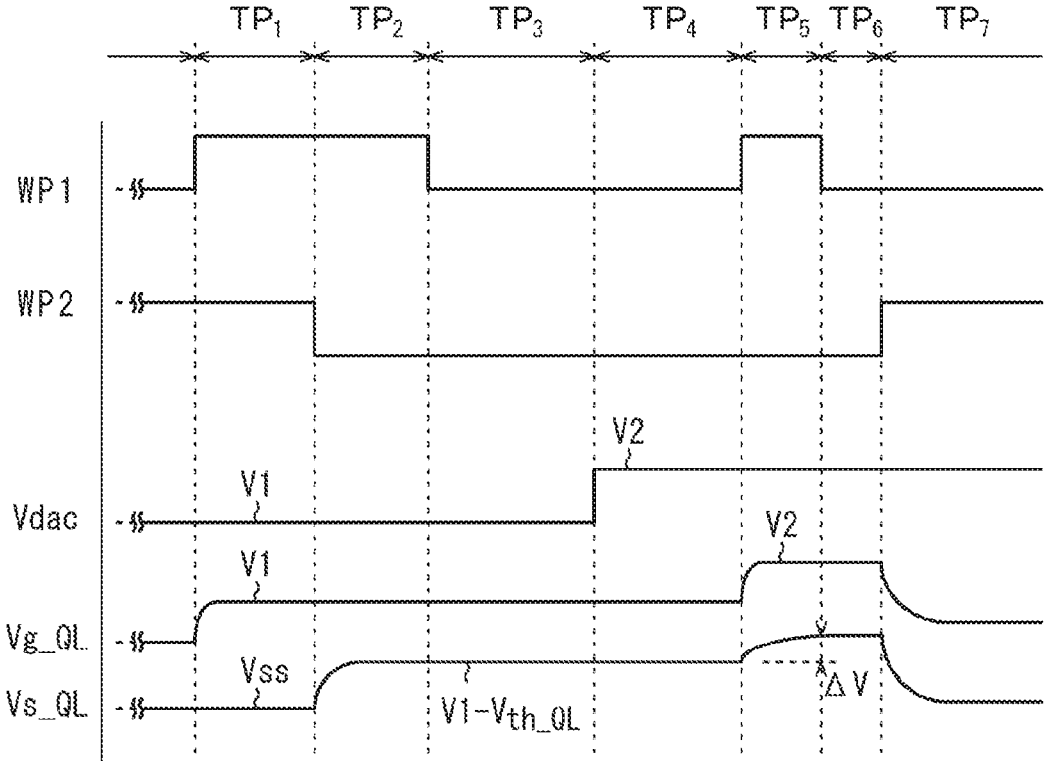 TP₁ TP₂ TP₃ TP₄ TP₅ TP₆ TP₇
WP1
WP2
V2
V1
Vdac
V2
V1
Vg_QL
Vss
Vs_QL
V1-Vth_QL
ΔV